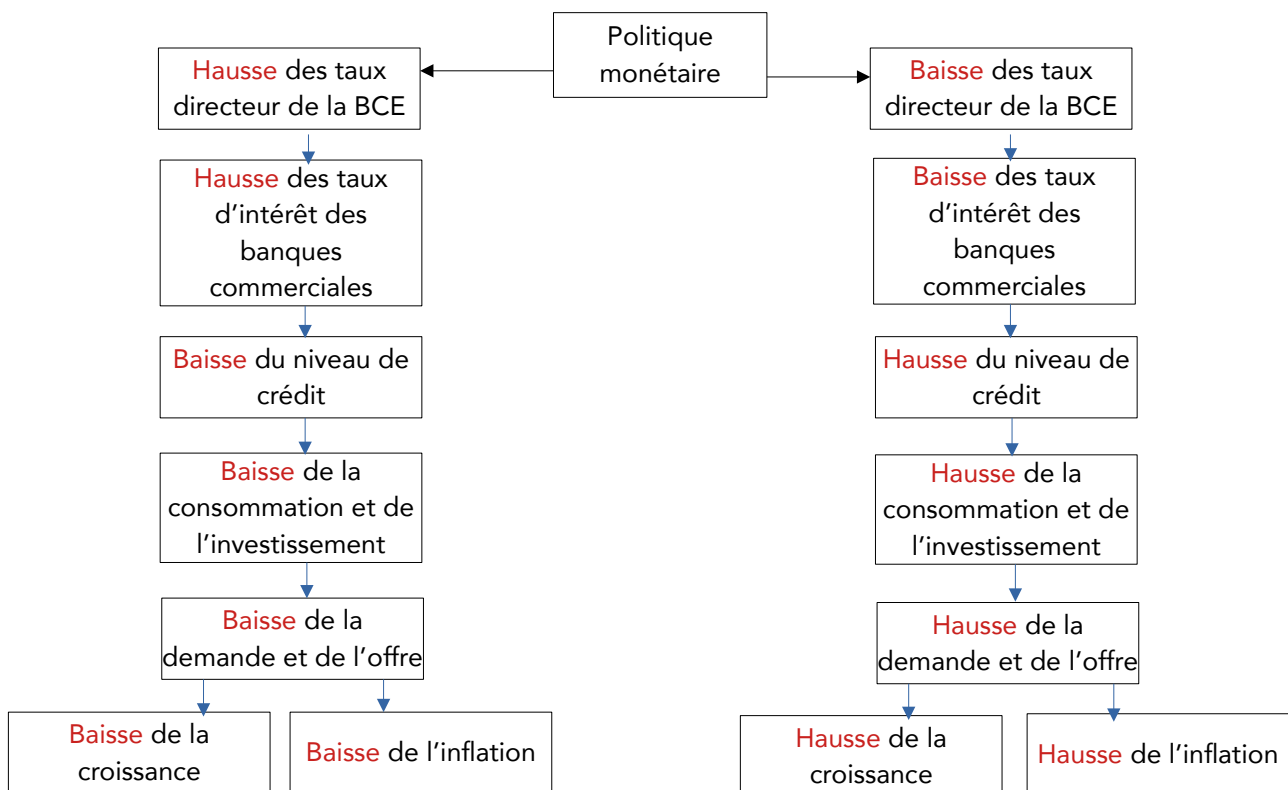 Politique
monétaire
Hausse des taux
directeur de la BCE
Hausse des taux
d'intérêt des
banques
commerciales
Baisse du niveau de
crédit
Baisse de la
consommation et de
l'investissement
Baisse de la
demande et de l'offre
Baisse de la
croissance
Baisse de l'inflation
Baisse des taux
directeur de la BCE
Baisse des taux
d'intérêt des
banques
commerciales
Hausse du niveau de
crédit
Hausse de la
consommation et de
l'investissement
Hausse de la
demande et de l'offre
Hausse de la
croissance
Hausse de l'inflation